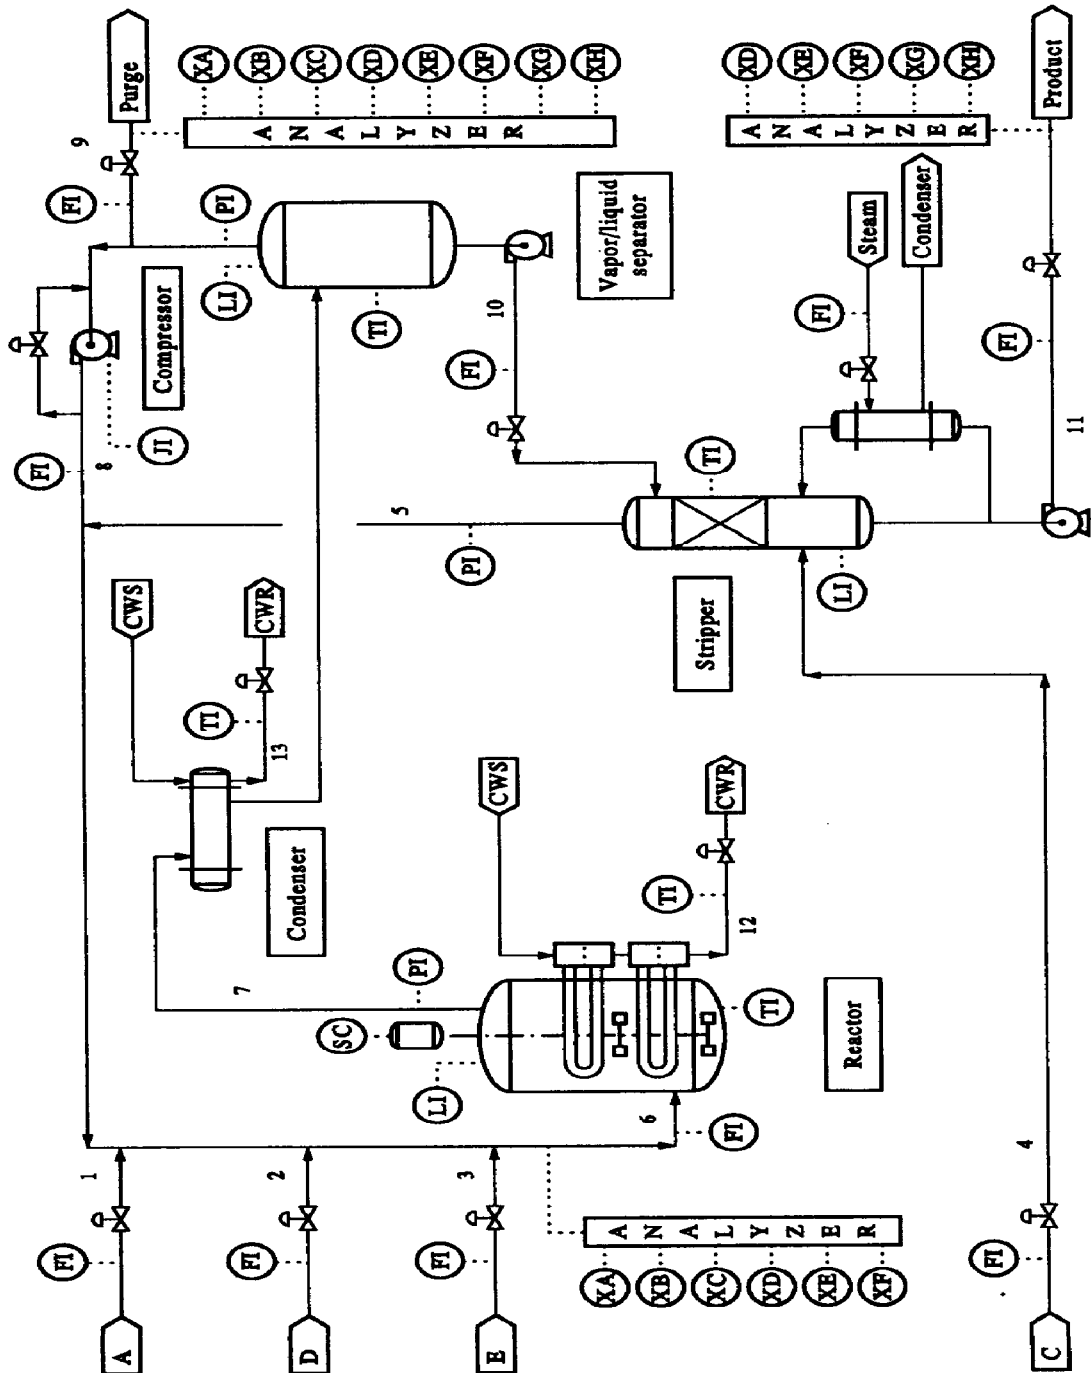 FI
FI
FI
1
8
9
A
CWS
Purge
JI
Compressor
TI
XA
XB
XC
XD
XE
XF
XG
XH
A N A L Y Z E R
7
13
CWR
LI
PI
FI
2
D
Condenser
SC
TI
PI
LI
5
FI
3
E
CWS
PI
FI
10
Vapor/liquid
separator
XA
XB
XC
XD
XE
XF
A N A L Y Z E R
6
FI
TI
12
CWR
TI
Stripper
TI
XD
XE
XF
XG
XH
A N A L Y Z E R
Reactor
LI
FI
Steam
Condenser
FI
4
C
FI
11
Product